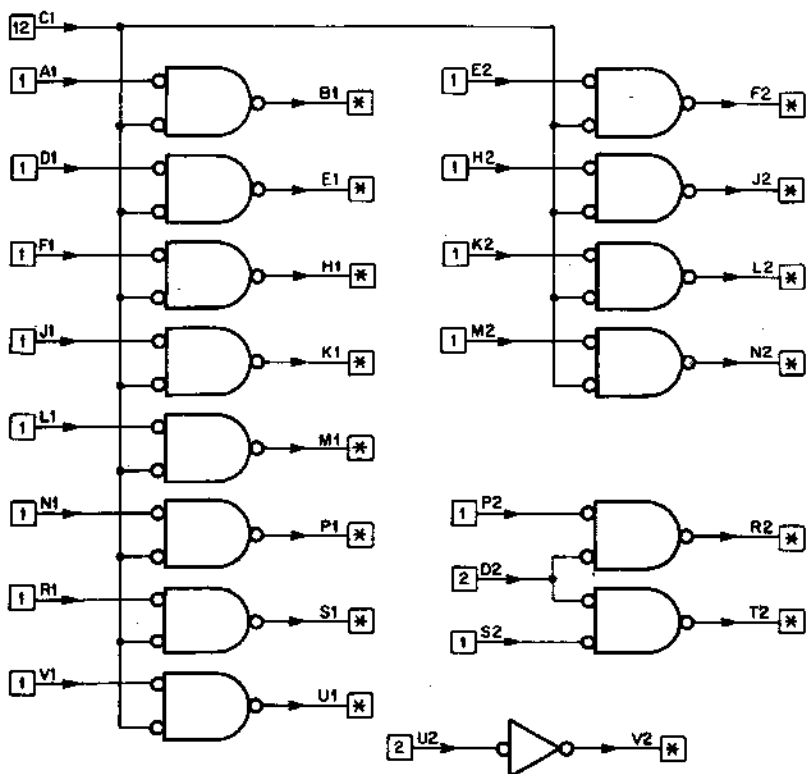 12 C1
1 A1 B1 *
1 D1 E1 *
1 F1 H1 *
1 J1 K1 *
1 L1 M1 *
1 N1 P1 *
1 R1 S1 *
1 V1 U1 *
1 E2 F2 *
1 H2 J2 *
1 K2 L2 *
1 M2 N2 *
1 P2 R2 *
2 D2
1 S2 T2 *
2 U2 V2 *